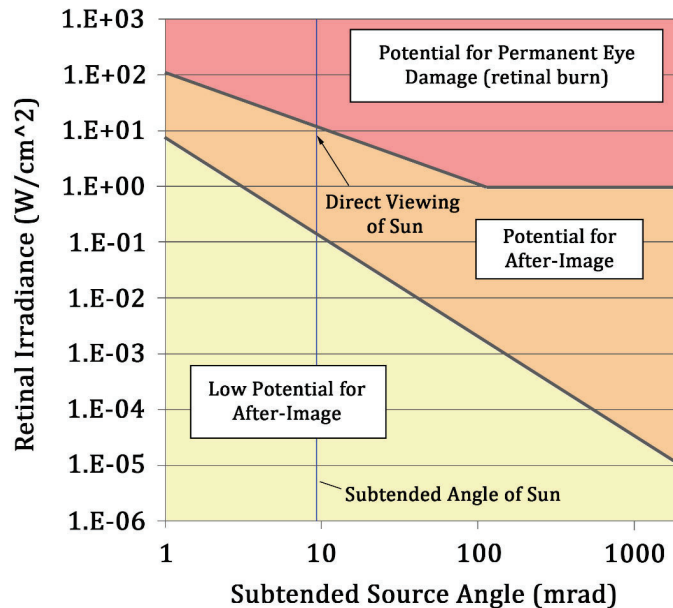 1.E+03
1.E+02
1.E+01
1.E+00
1.E-01
1.E-02
1.E-03
1.E-04
1.E-05
1.E-06
Retinal Irradiance (W/cm^2)
Potential for Permanent Eye
Damage (retinal burn)
Direct Viewing
of Sun
Potential for
After-Image
Low Potential for
After-Image
Subtended Angle of Sun
1 10 100 1000
Subtended Source Angle (mrad)